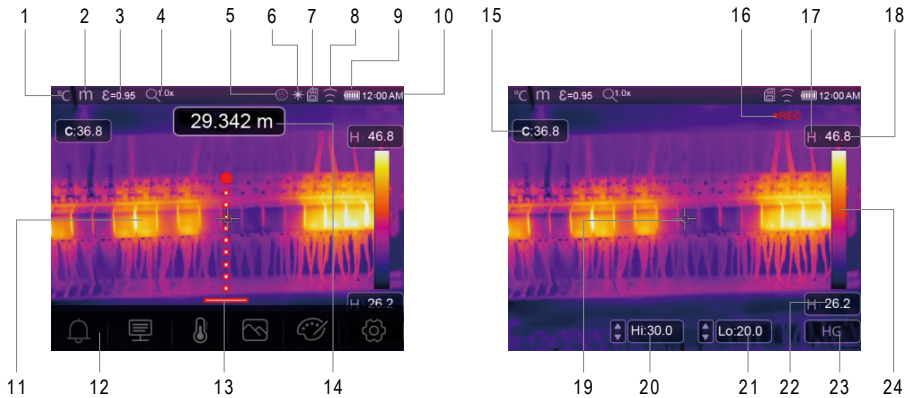 1 2 3 4 5 6 7 8 9 10 15 16 17 18
°C m ε=0.95 1.0x 12:00 AM
12:00 AM
C:36.8
29.342 m
H 46.8
H 26.2
•REC
C:36.8
H 46.8
H 26.2
Hi:30.0
Lo:20.0
HG
°C m ε=0.95 1.0x
11 12 13 14 19 20 21 22 23 24